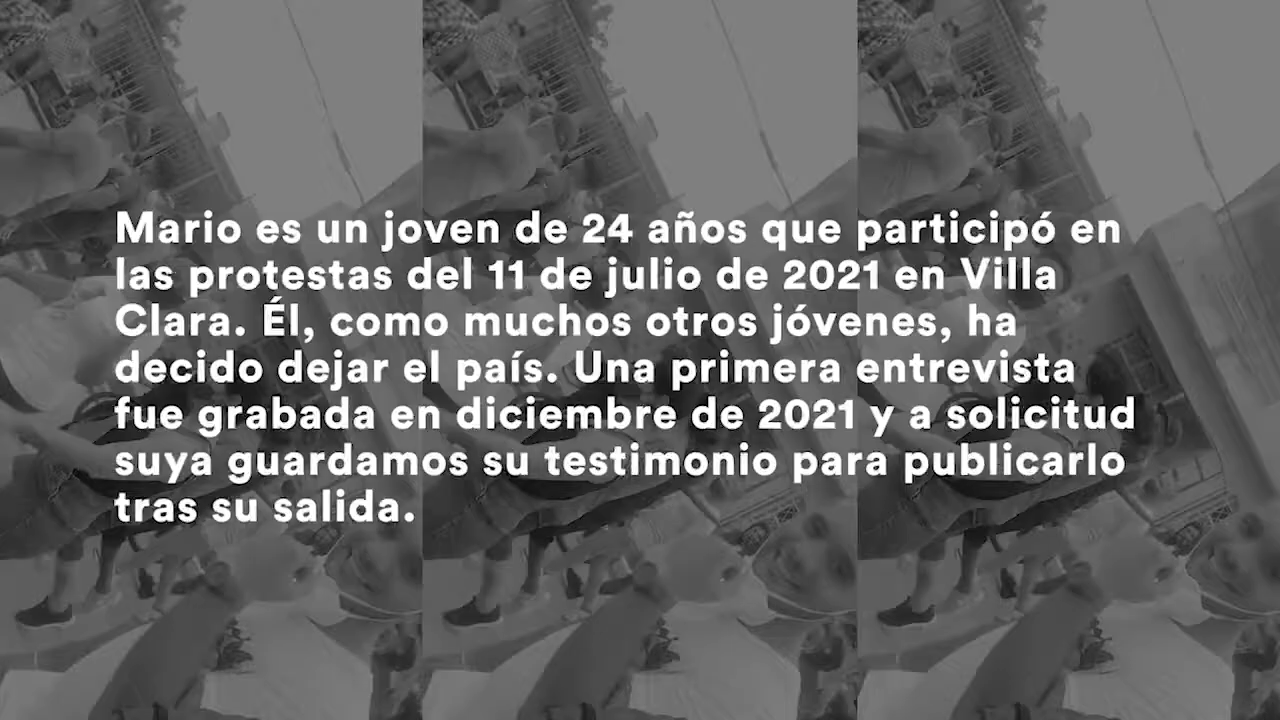 Mario es un joven de 24 años que participó en
las protestas del 11 de julio de 2021 en Villa
Clara. Él, como muchos otros jóvenes, ha
decido dejar el país. Una primera entrevista
fue grabada en diciembre de 2021 y a solicitud
suya guardamos su testimonio para publicarlo
tras su salida.